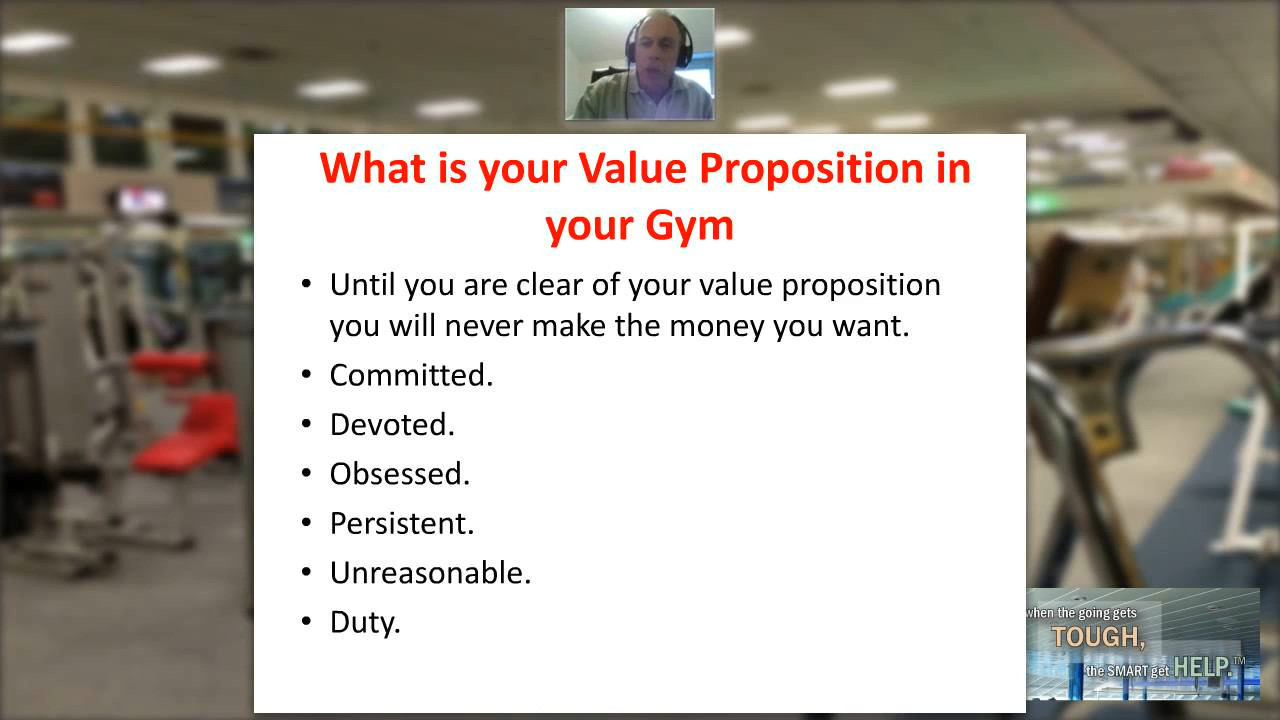 What is your Value Proposition in
your Gym
• Until you are clear of your value proposition
you will never make the money you want.
• Committed.
• Devoted.
• Obsessed.
• Persistent.
• Unreasonable.
• Duty.
when the going gets
TOUGH,
the SMART get HELP.™